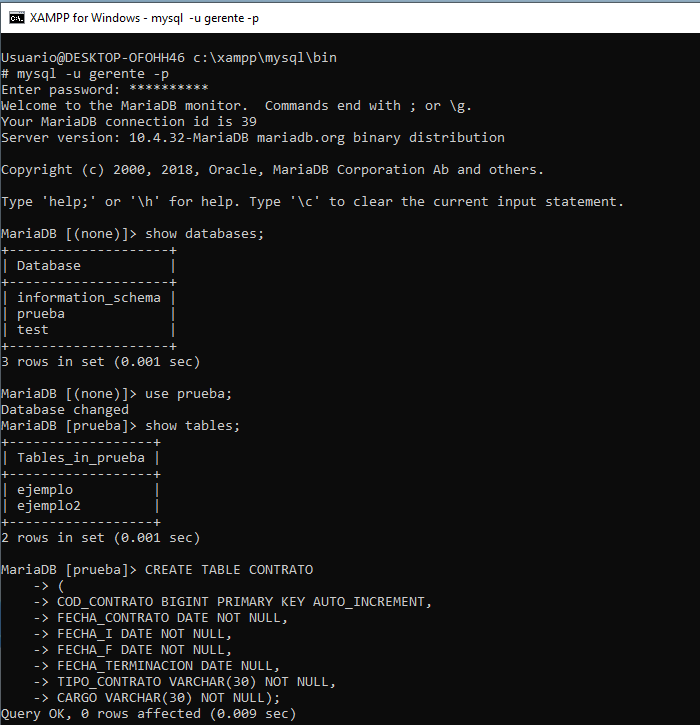 XAMPP for Windows - mysql  -u gerente -p
Usuario@DESKTOP-OFOHH46 c:\xampp\mysql\bin
# mysql -u gerente -p
Enter password: **********
Welcome to the MariaDB monitor.  Commands end with ; or \g.
Your MariaDB connection id is 39
Server version: 10.4.32-MariaDB mariadb.org binary distribution
Copyright (c) 2000, 2018, Oracle, MariaDB Corporation Ab and others.
Type 'help;' or '\h' for help. Type '\c' to clear the current input statement.
MariaDB [(none)]> show databases;
+--------------------+
| Database           |
+--------------------+
| information_schema |
| prueba             |
| test               |
+--------------------+
3 rows in set (0.001 sec)
MariaDB [(none)]> use prueba;
Database changed
MariaDB [prueba]> show tables;
+------------------+
| Tables_in_prueba |
+------------------+
| ejemplo          |
| ejemplo2         |
+------------------+
2 rows in set (0.001 sec)
MariaDB [prueba]> CREATE TABLE CONTRATO
    -> (
    -> COD_CONTRATO BIGINT PRIMARY KEY AUTO_INCREMENT,
    -> FECHA_CONTRATO DATE NOT NULL,
    -> FECHA_I DATE NOT NULL,
    -> FECHA_F DATE NOT NULL,
    -> FECHA_TERMINACION DATE NULL,
    -> TIPO_CONTRATO VARCHAR(30) NOT NULL,
    -> CARGO VARCHAR(30) NOT NULL);
Query OK, 0 rows affected (0.009 sec)